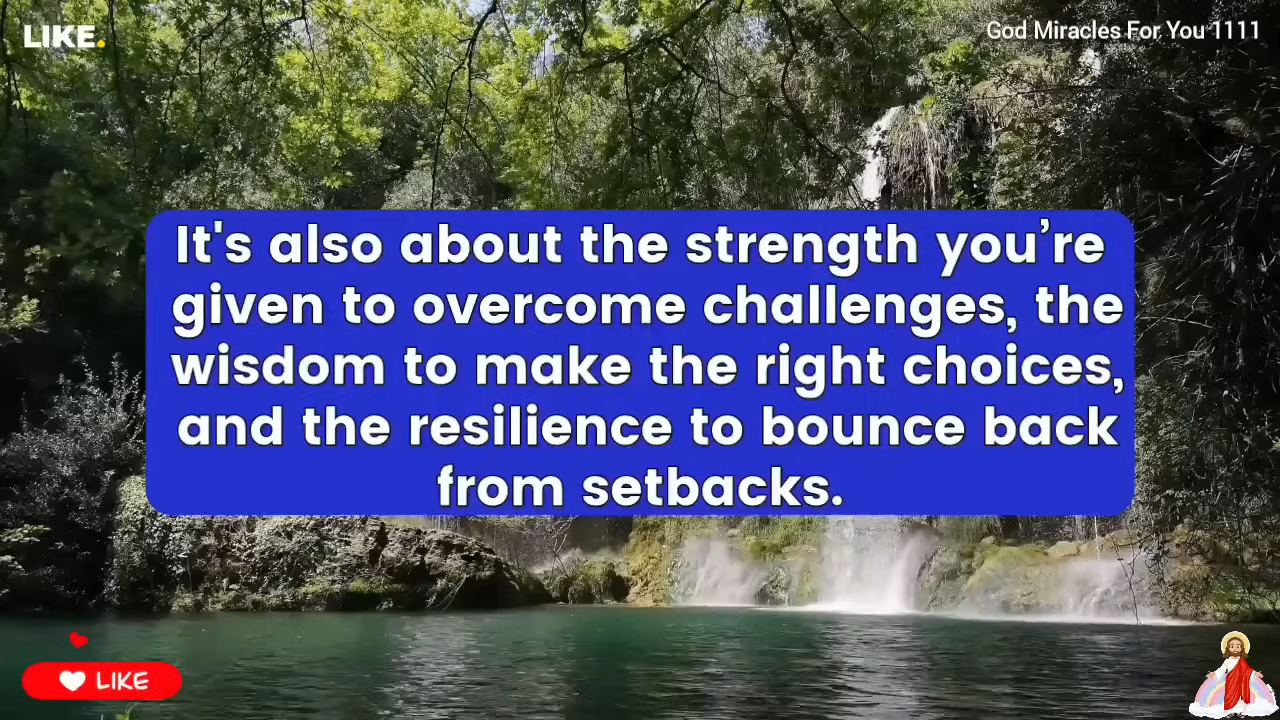 LIKE.
God Miracles For You 1111
It's also about the strength you’re
given to overcome challenges, the
wisdom to make the right choices,
and the resilience to bounce back
from setbacks.
LIKE